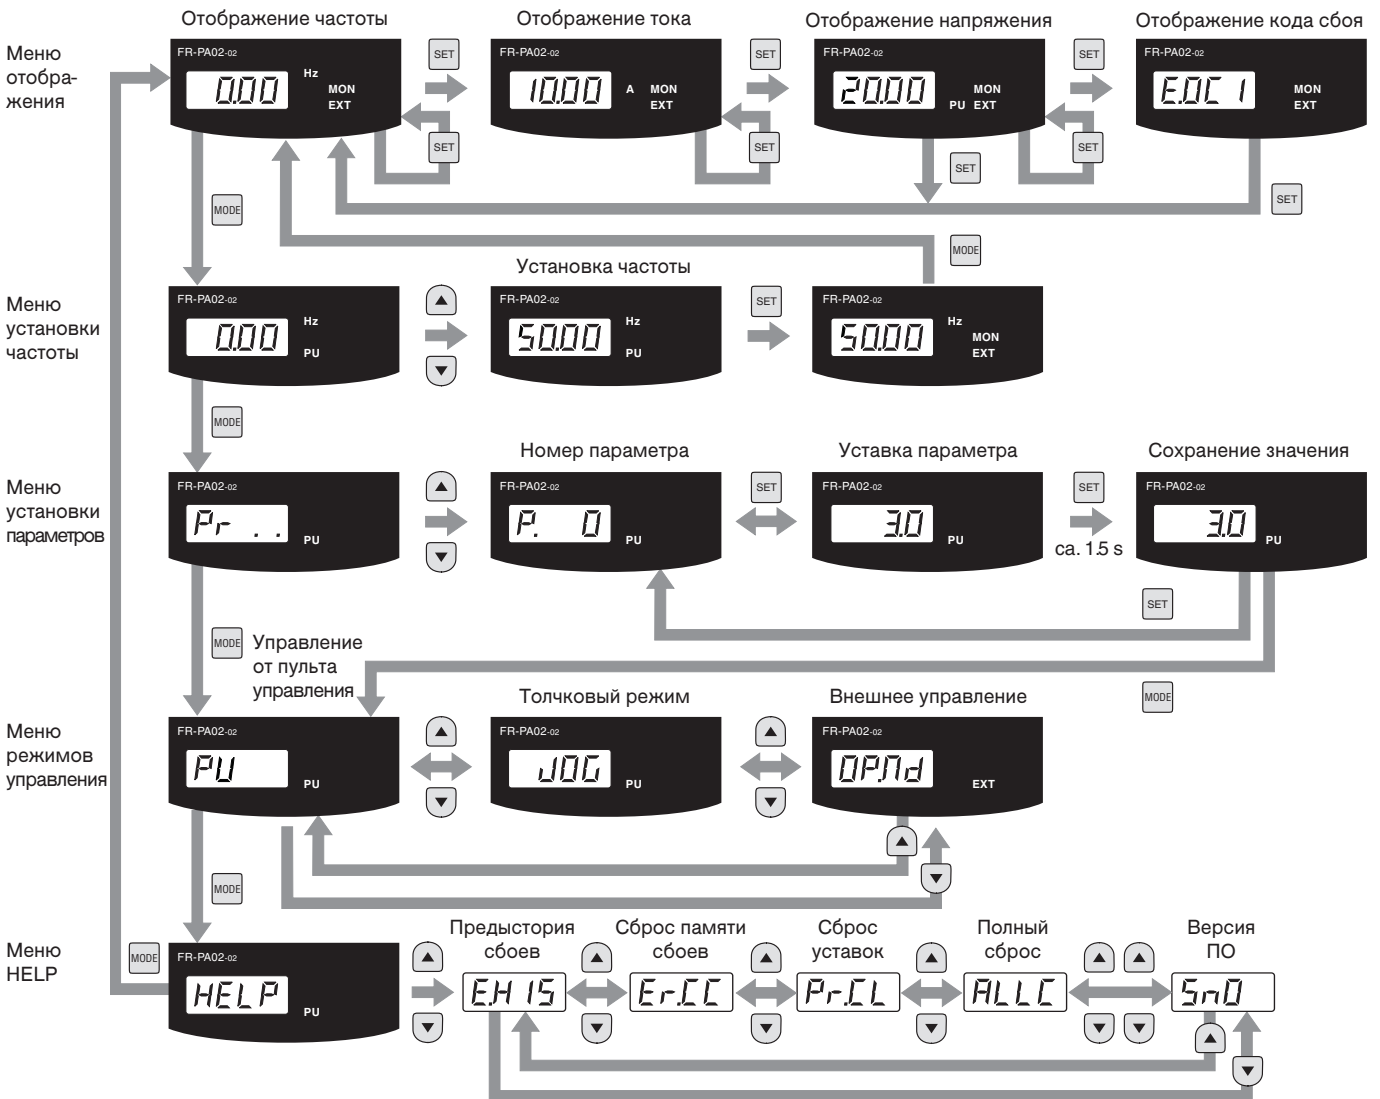 Отображение частоты
Отображение тока
Отображение напряжения
Отображение кода сбоя
Меню
отобра-
жения
FR-PA02-02
0.00
Hz
MON
EXT
SET
SET
FR-PA02-02
10.00
A MON
EXT
SET
SET
FR-PA02-02
20.00
MON
PU EXT
SET
SET
FR-PA02-02
E.OC 1
MON
EXT
SET
SET
MODE
MODE
Установка частоты
Меню
установки
частоты
FR-PA02-02
0.00
Hz
PU
FR-PA02-02
50.00
Hz
PU
SET
FR-PA02-02
50.00
Hz
MON
EXT
MODE
Номер параметра
Уставка параметра
Сохранение значения
Меню
установки
параметров
FR-PA02-02
Pr ..
PU
FR-PA02-02
P. 0
PU
SET
FR-PA02-02
3.0
PU
SET
ca. 1.5 s
FR-PA02-02
3.0
PU
SET
MODE
Управление
от пульта
управления
MODE
Толчковый режим
Внешнее управление
Меню
режимов
управления
FR-PA02-02
PU
PU
FR-PA02-02
JOG
PU
FR-PA02-02
OP.nd
EXT
MODE
Предыстория
сбоев
Сброс памяти
сбоев
Сброс
уставок
Полный
сброс
Версия
ПО
Меню
HELP
MODE
FR-PA02-02
HELP
PU
E.H IS
Er.CC
Pr.CL
ALLC
SnO